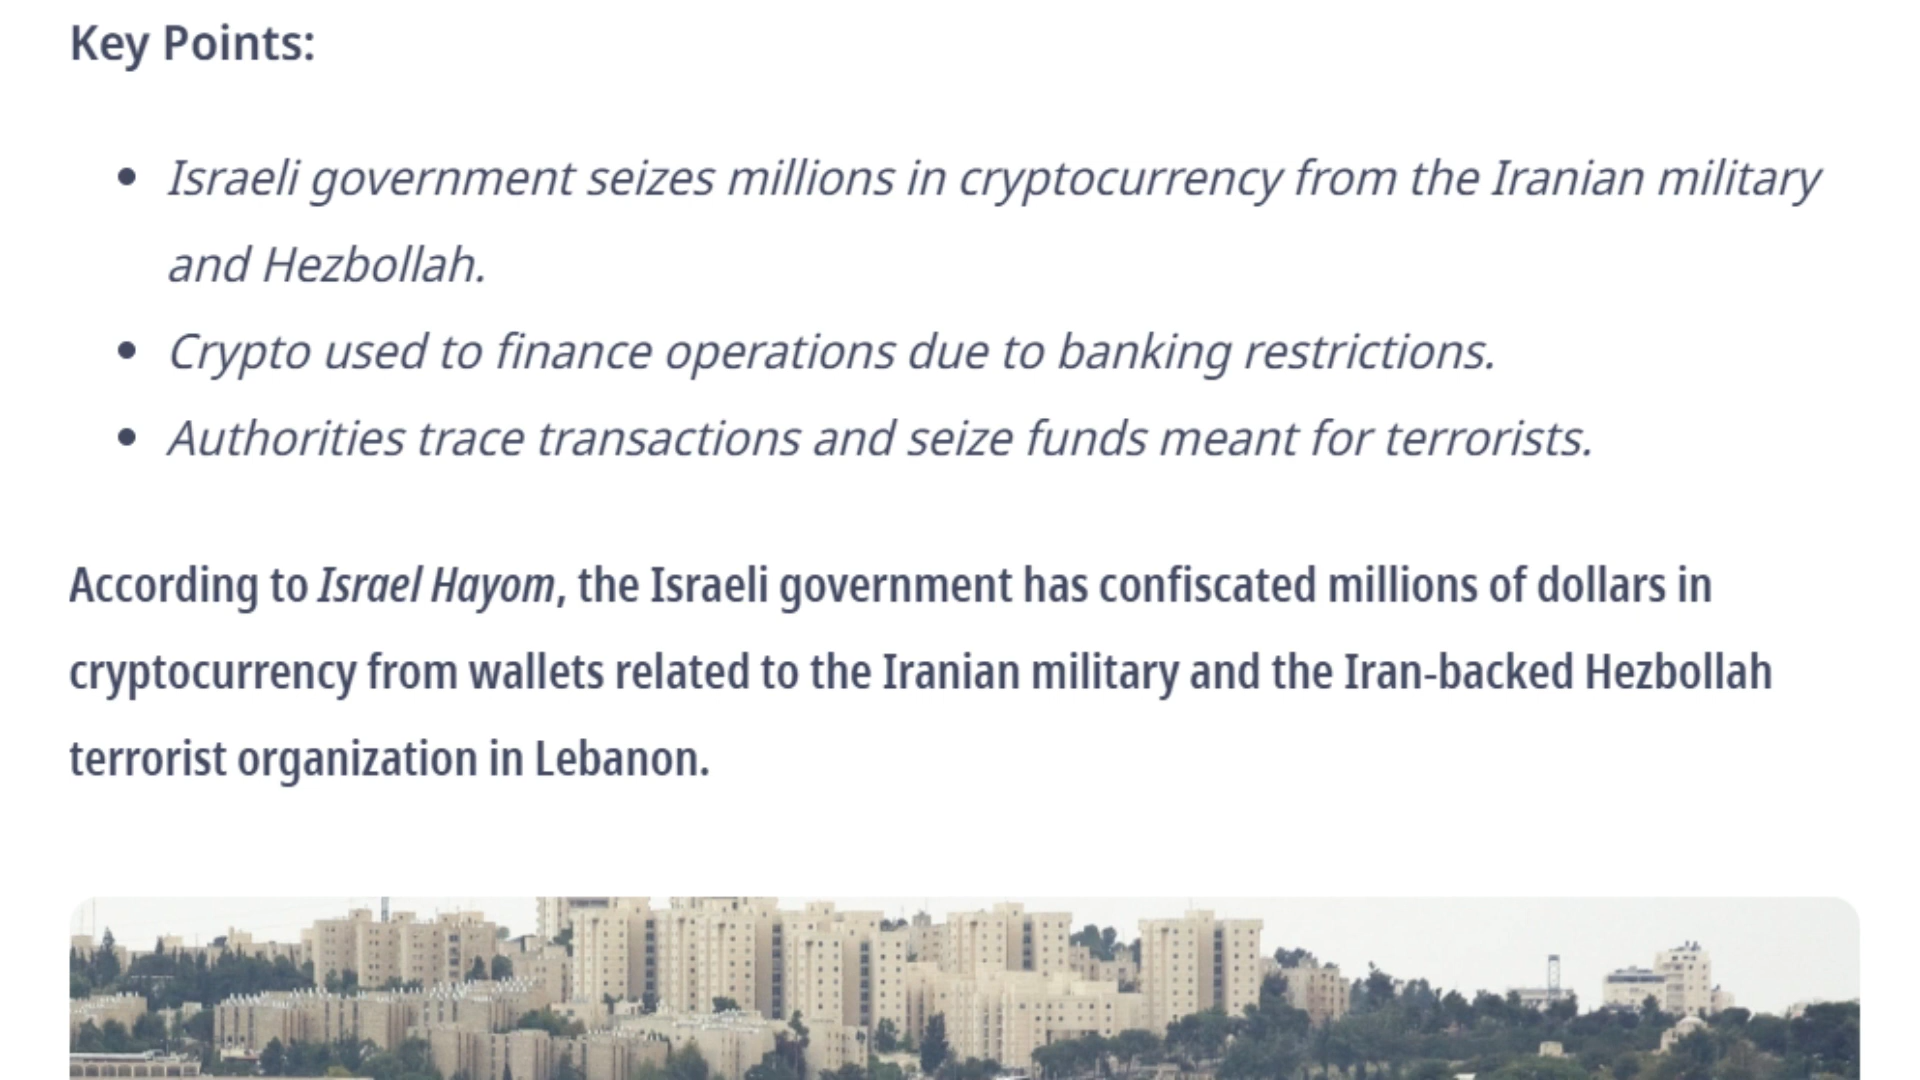 Key Points:
Israeli government seizes millions in cryptocurrency from the Iranian military
and Hezbollah.
Crypto used to finance operations due to banking restrictions.
Authorities trace transactions and seize funds meant for terrorists.
According to Israel Hayom, the Israeli government has confiscated millions of dollars in
cryptocurrency from wallets related to the Iranian military and the Iran-backed Hezbollah
terrorist organization in Lebanon.